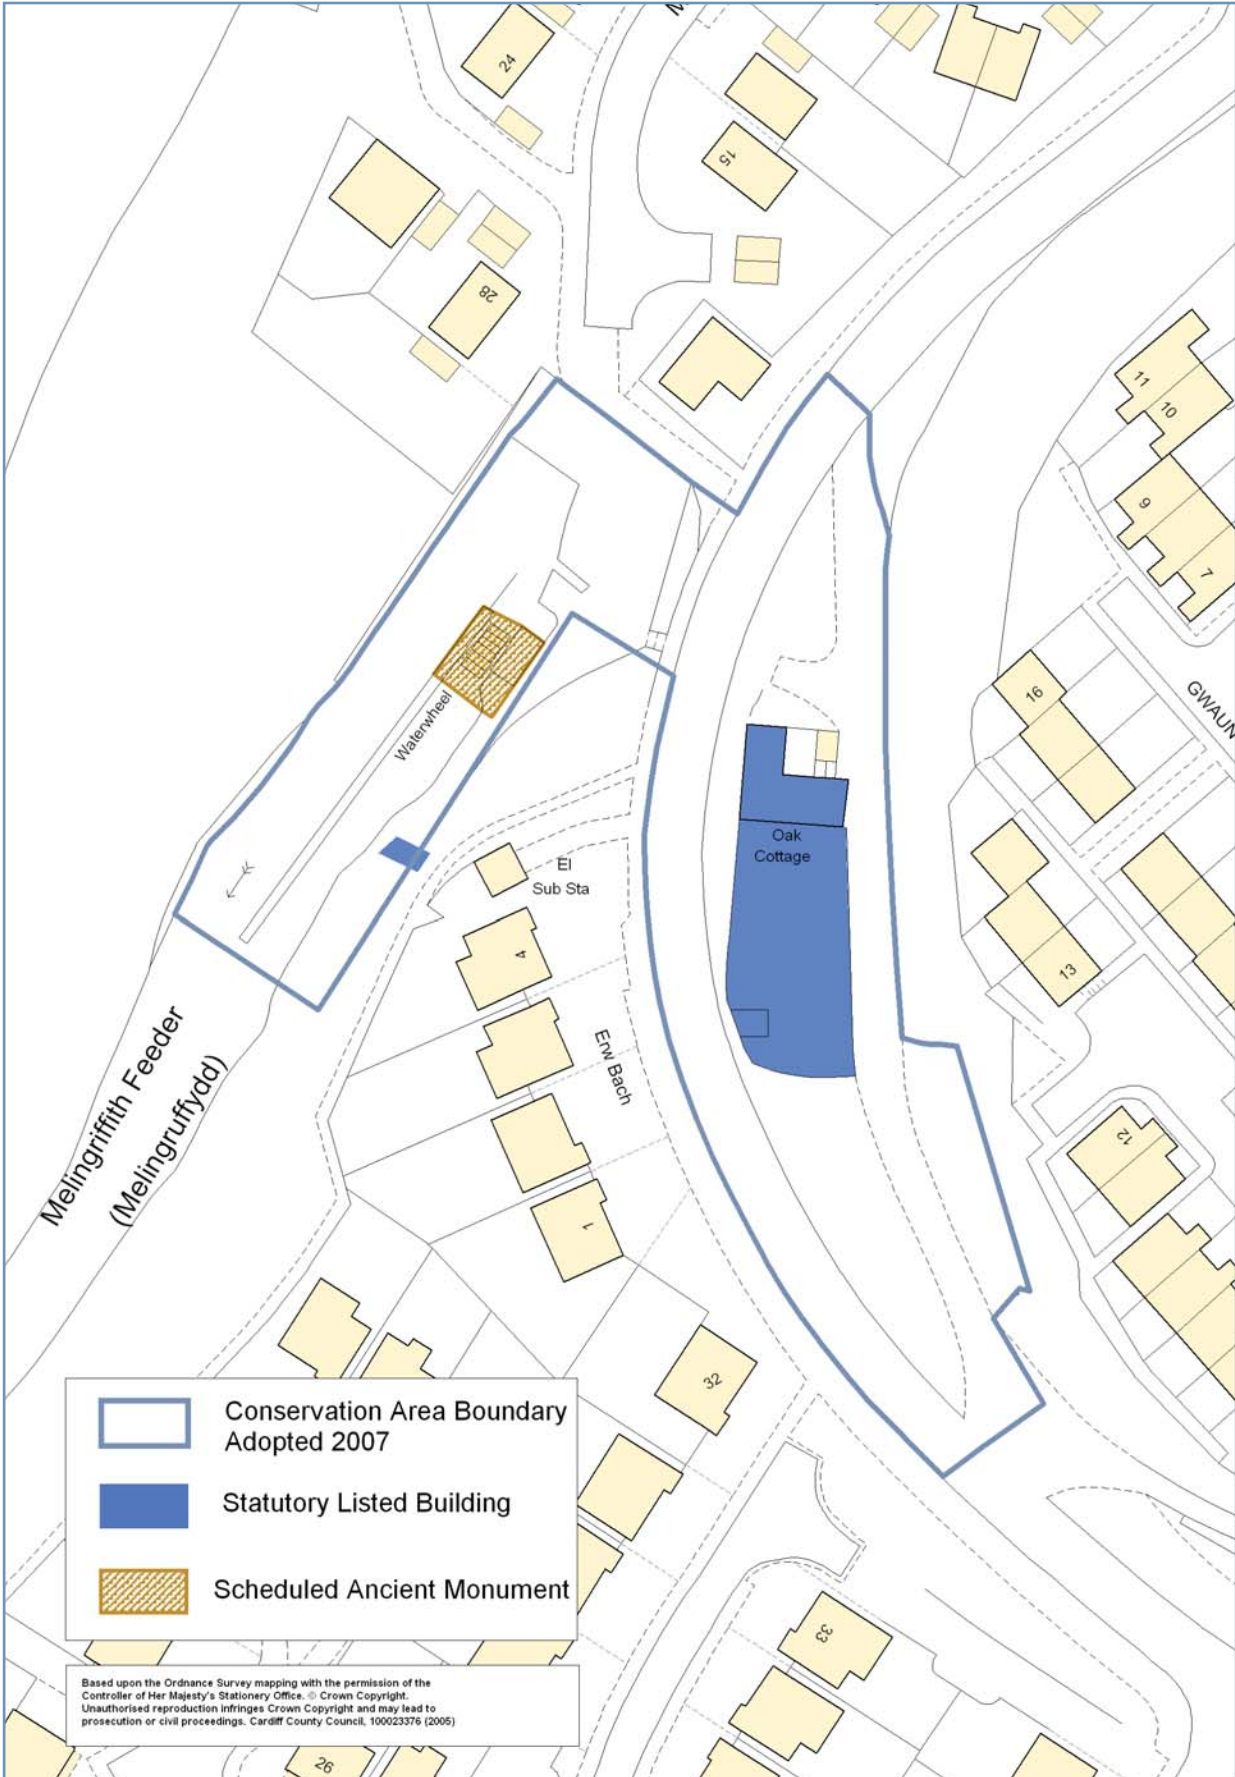 24
15
28
11
10
9
7
16
GWAUN
Waterwheel
Oak
Cottage
El
Sub Sta
4
13
Erw Bach
Melingriffith Feeder
(Melingruffydd)
12
1
32
Conservation Area Boundary
Adopted 2007
Statutory Listed Building
Scheduled Ancient Monument
33
Based upon the Ordnance Survey mapping with the permission of the
Controller of Her Majesty's Stationery Office. © Crown Copyright.
Unauthorised reproduction infringes Crown Copyright and may lead to
prosecution or civil proceedings. Cardiff County Council, 100023376 (2005)
26